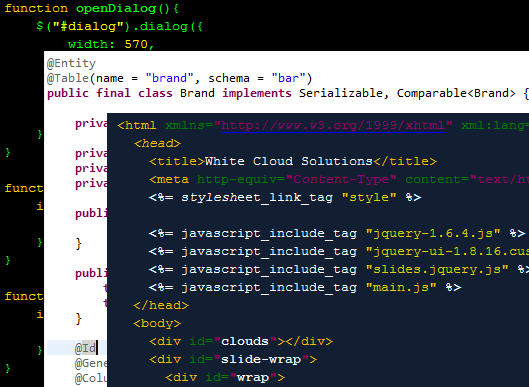 function openDialog(){
$("#dialog").dialog({
width: 570,
}
}
func
i
}
}
func
i
}
}
@Entity
@Table(name = "brand", schema = "bar")
public final class Brand implements Serializable, Comparable<Brand> {
priva
priva
priva
priva
publ
}
publ
}
@Id
@Gene
@Colu
<html xmlns="http://www.w3.org/1999/xhtml" xml:lang=
<head>
<title>White Cloud Solutions</title>
<meta http-equiv="Content-Type" content="text/ht
<%= stylesheet_link_tag "style" %>
<%= javascript_include_tag "jquery-1.6.4.js" %>
<%= javascript_include_tag "jquery-ui-1.8.16.cus
<%= javascript_include_tag "slides.jquery.js" %>
<%= javascript_include_tag "main.js" %>
</head>
<body>
<div id="clouds"></div>
<div id="slide-wrap">
<div id="wrap">